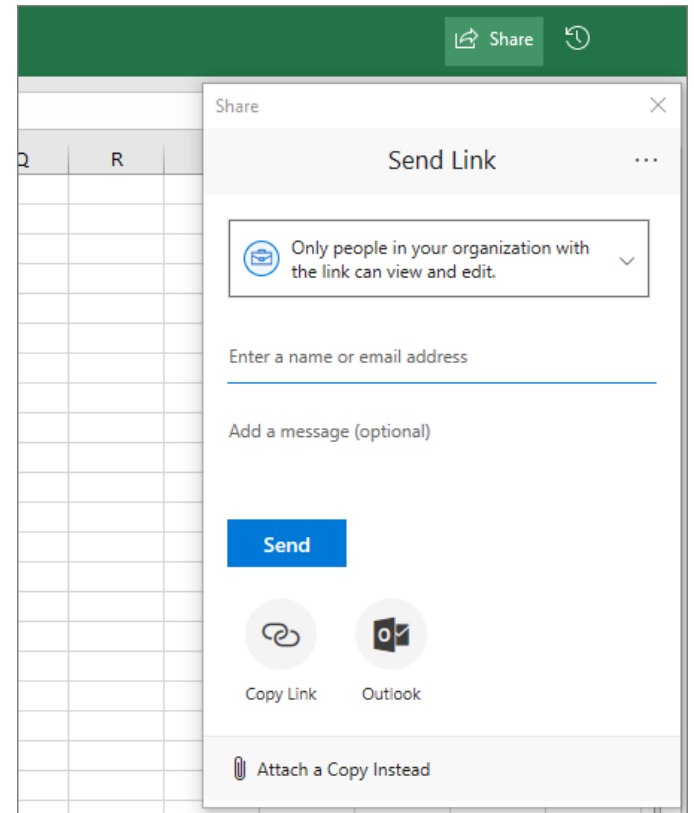 Share
Share
Send Link
Q R
Only people in your organization with
the link can view and edit.
Enter a name or email address
Add a message (optional)
Send
Copy Link Outlook
Attach a Copy Instead